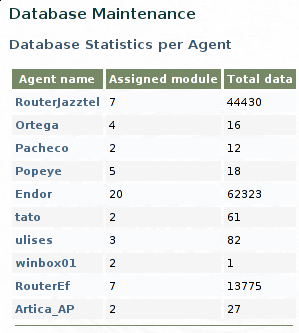 Database Maintenance
Database Statistics per Agent
Agent name Assigned module Total data
RouterJazztel 7 44430
Ortega 4 16
Pacheco 2 12
Popeye 5 18
Endor 20 62323
tato 2 61
ulises 3 82
winbox01 2 1
RouterEf 7 13775
Artica_AP 2 27